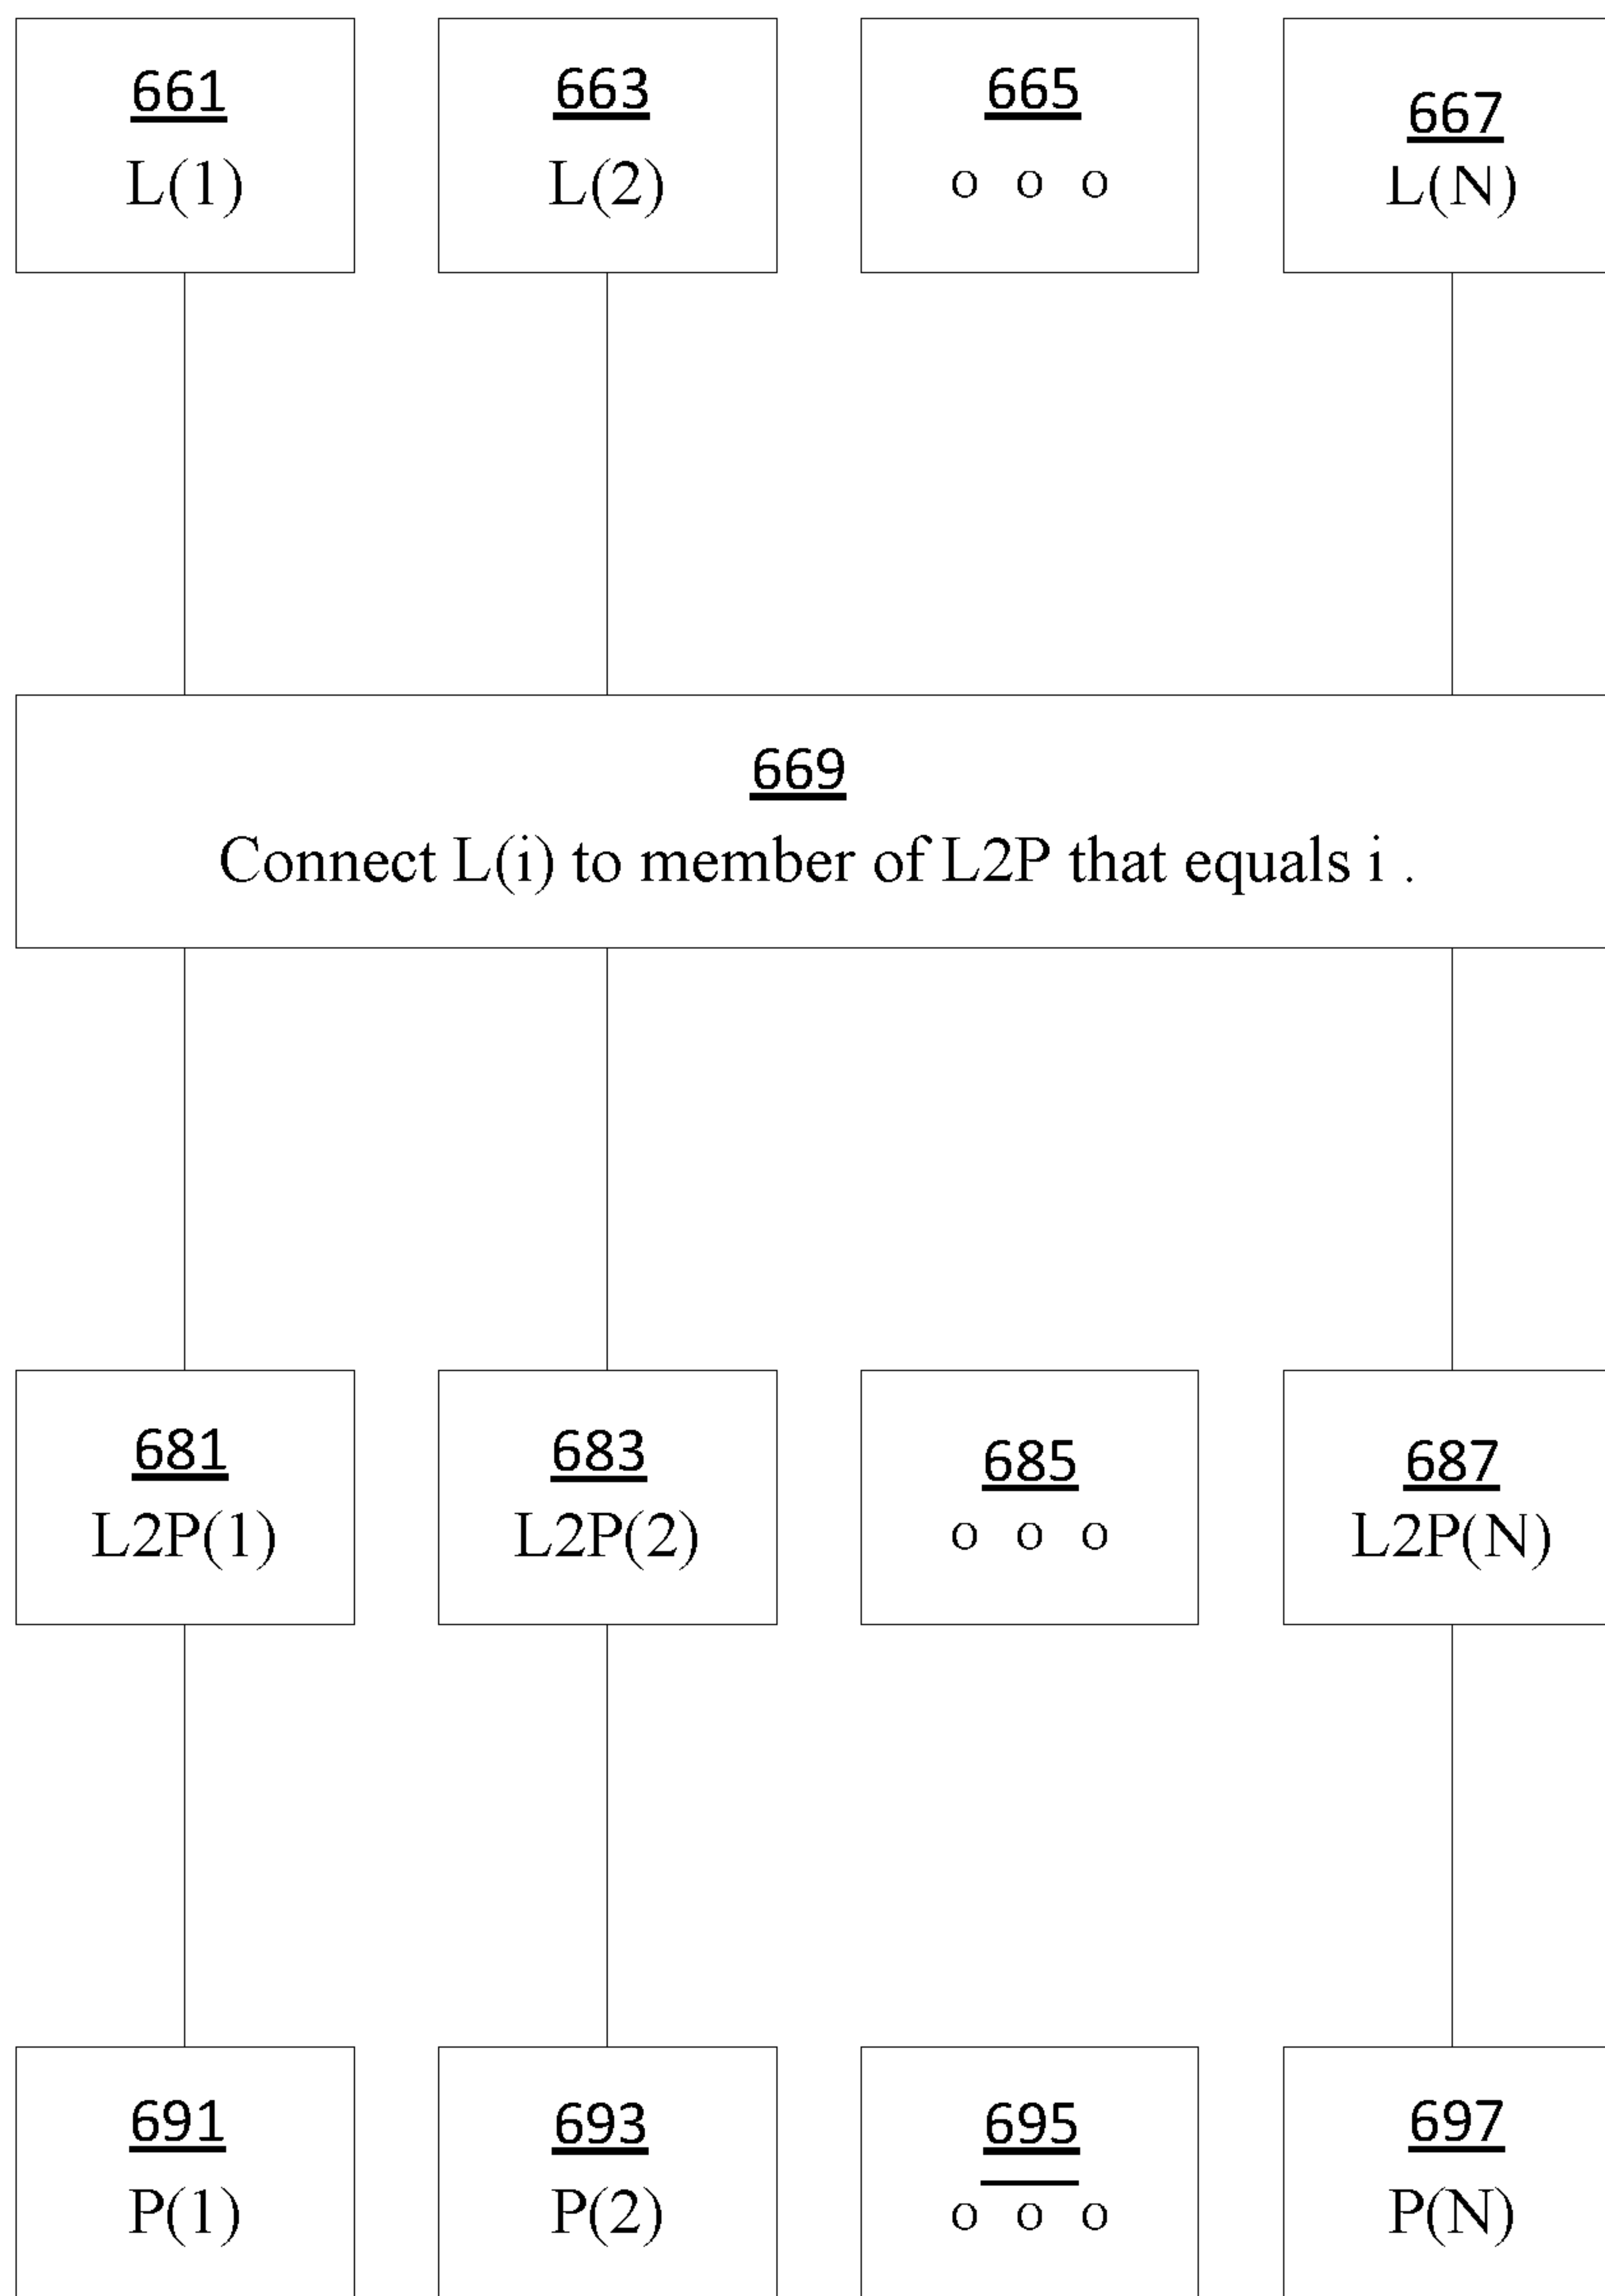 661 663 665 667
L(1) L(2) o o o L(N)
669
Connect L(i) to member of L2P that equals i .
681 683 685 687
L2P(1) L2P(2) o o o L2P(N)
691 693 695 697
P(1) P(2) o o o P(N)